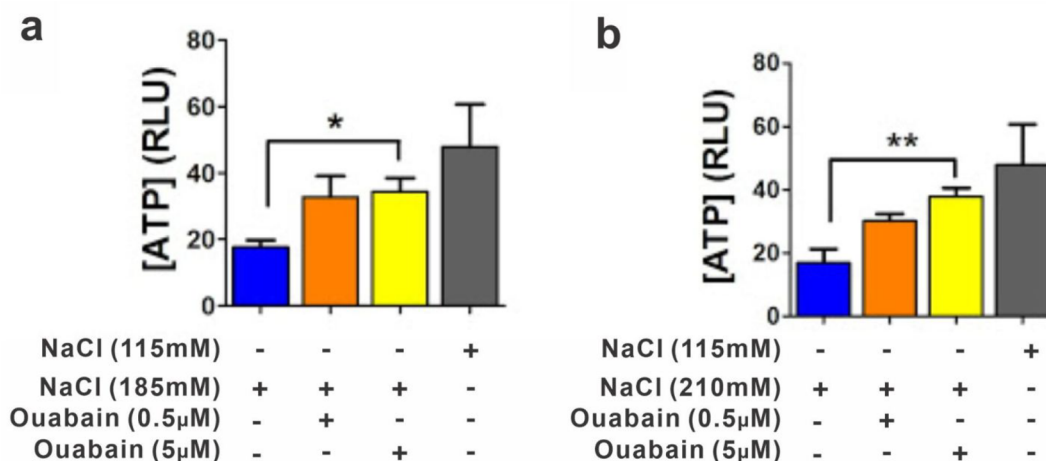 a
80
60
40
20
0
[ATP] (RLU)
*
NaCl (115mM) - - - +
NaCl (185mM) + + + -
Ouabain (0.5µM) - + - -
Ouabain (5µM) - - + -
b
80
60
40
20
0
[ATP] (RLU)
**
NaCl (115mM) - - - +
NaCl (210mM) + + + -
Ouabain (0.5µM) - + - -
Ouabain (5µM) - - + -